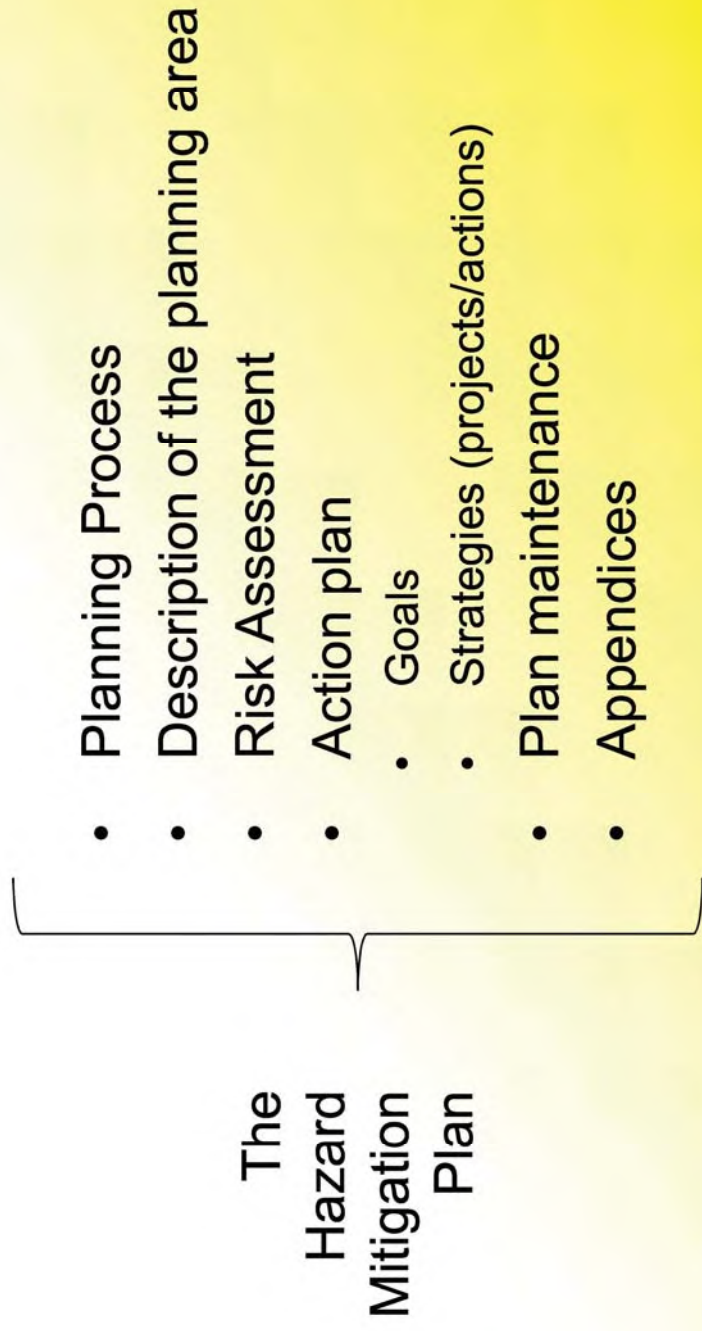 The
Hazard
Mitigation
Plan
• Planning Process
• Description of the planning area
• Risk Assessment
• Action plan
• Goals
• Strategies (projects/actions)
• Plan maintenance
• Appendices